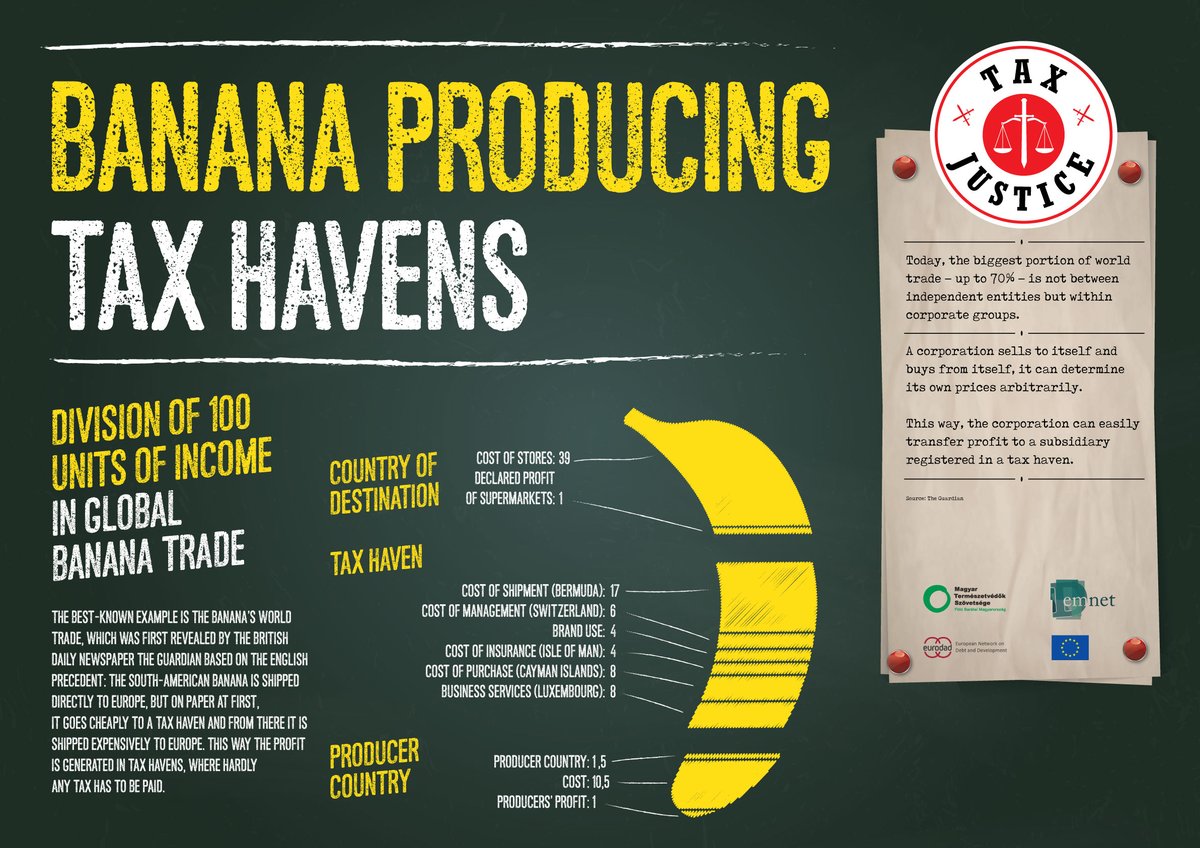 BANANA PRODUCING
TAX HAVENS
TAX
JUSTICE
Today, the biggest portion of world
trade – up to 70% – is not between
independent entities but within
corporate groups.
A corporation sells to itself and
buys from itself, it can determine
its own prices arbitrarily.
This way, the corporation can easily
transfer profit to a subsidiary
registered in a tax haven.
Source: The Guardian
Magyar
Természetvédők
Szövetsége
Föld Barátai Magyarország
Demnet
eurodad
European Network on
Debt and Development
DIVISION OF 100
UNITS OF INCOME
IN GLOBAL
BANANA TRADE
THE BEST-KNOWN EXAMPLE IS THE BANANA'S WORLD
TRADE, WHICH WAS FIRST REVEALED BY THE BRITISH
DAILY NEWSPAPER THE GUARDIAN BASED ON THE ENGLISH
PRECEDENT: THE SOUTH-AMERICAN BANANA IS SHIPPED
DIRECTLY TO EUROPE, BUT ON PAPER AT FIRST,
IT GOES CHEAPLY TO A TAX HAVEN AND FROM THERE IT IS
SHIPPED EXPENSIVELY TO EUROPE. THIS WAY THE PROFIT
IS GENERATED IN TAX HAVENS, WHERE HARDLY
ANY TAX HAS TO BE PAID.
COUNTRY OF
DESTINATION
COST OF STORES: 39
DECLARED PROFIT
OF SUPERMARKETS: 1
TAX HAVEN
COST OF SHIPMENT (BERMUDA): 17
COST OF MANAGEMENT (SWITZERLAND): 6
BRAND USE: 4
COST OF INSURANCE (ISLE OF MAN): 4
COST OF PURCHASE (CAYMAN ISLANDS): 8
BUSINESS SERVICES (LUXEMBOURG): 8
PRODUCER
COUNTRY
PRODUCER COUNTRY: 1,5
COST: 10,5
PRODUCERS' PROFIT: 1